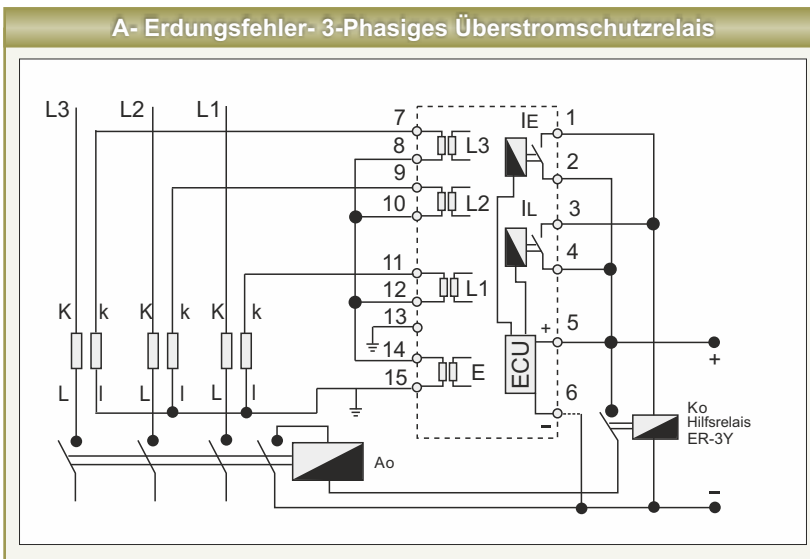 A- Erdungsfehler- 3-Phasiges Überstromschutzrelais
L3 L2 L1
7
8
9
10
11
12
13
14
15
L3
L2
L1
E
IE
IL
ECU
+
-
1
2
3
4
5
6
K k K k K k
L l L l L l
Ao
+
Ko
Hilfsrelais
ER-3Y
-